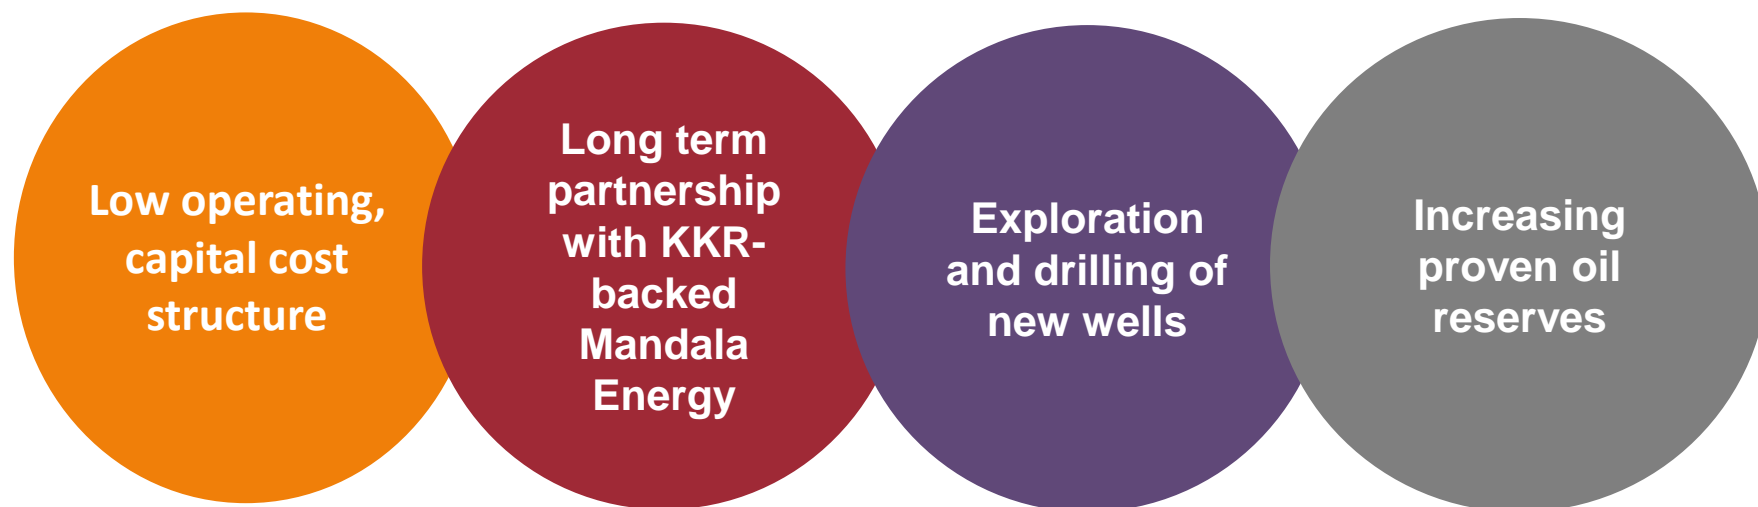 Low operating,
capital cost
structure
Long term
partnership
with KKR-
backed
Mandala
Energy
Exploration
and drilling of
new wells
Increasing
proven oil
reserves